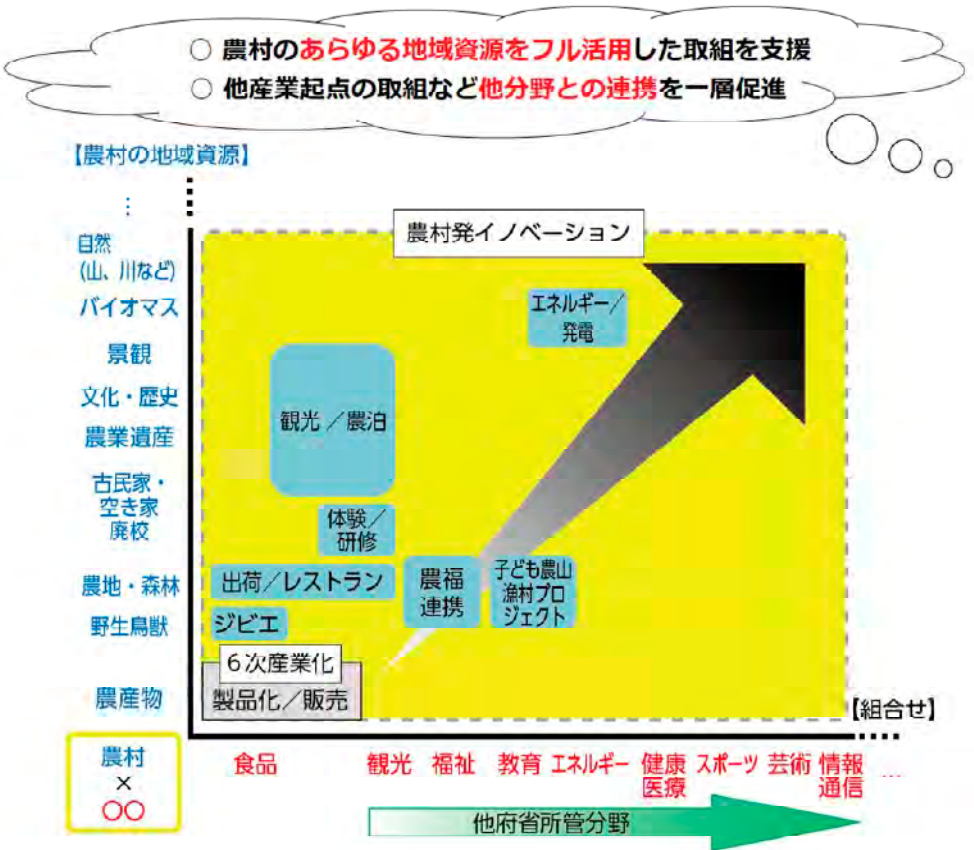 ○ 農村のあらゆる地域資源をフル活用した取組を支援
○ 他産業起点の取組など他分野との連携を一層促進
【農村の地域資源】
⋮
農村発イノベーション
自然
(山、川など)
バイオマス
エネルギー/
発電
景観
文化・歴史
観光/農泊
農業遺産
古民家・
空き家
廃校
体験/
研修
農地・森林
出荷/レストラン
農福
連携
子ども農山
漁村プロ
ジェクト
野生鳥獣
ジビエ
6次産業化
農産物
製品化/販売
【組合せ】
農村
×
○○
食品
観光
福祉
教育
エネルギー
健康
医療
スポーツ
芸術
情報
通信
…
他府省所管分野